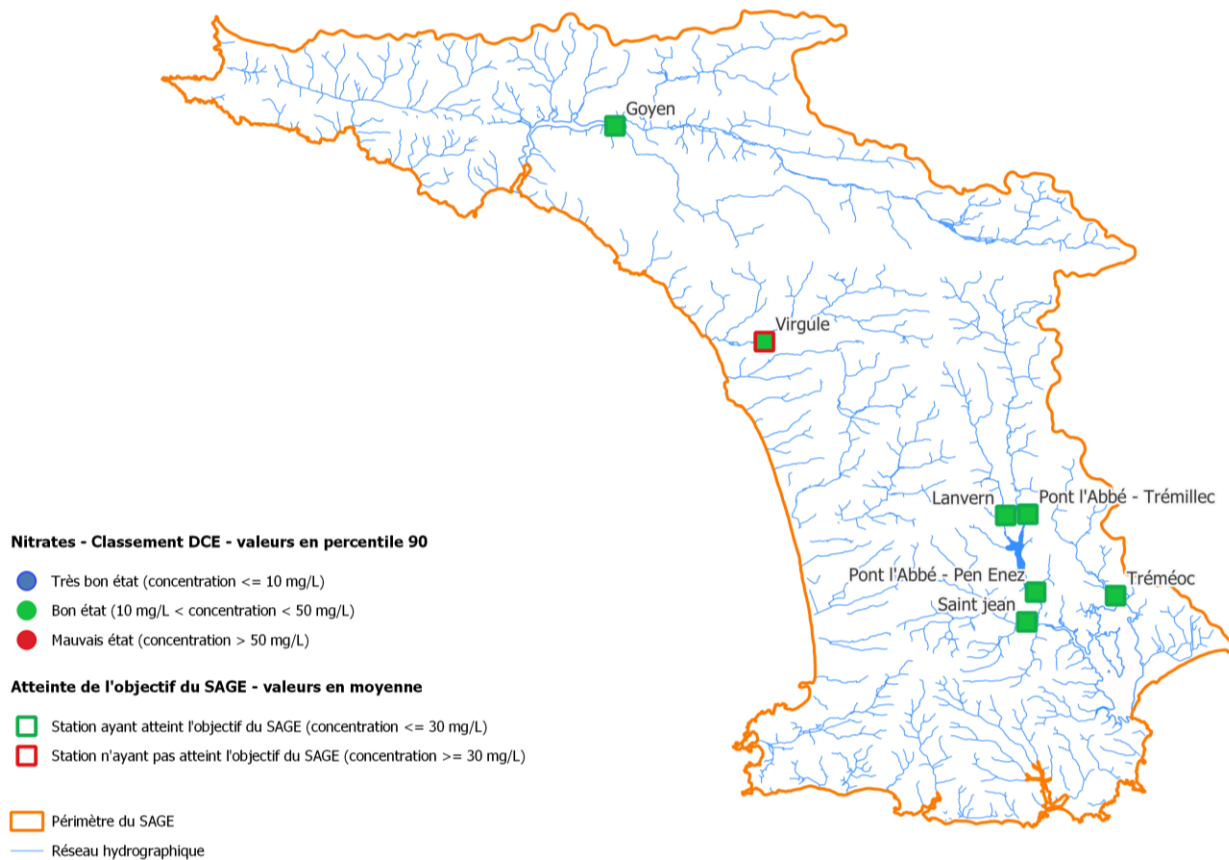 Goyen
Virgule
Lanvern
Pont l'Abbé - Trémillec
Pont l'Abbé - Pen Enez
Tréméoc
Saint jean
Nitrates - Classement DCE - valeurs en percentile 90
Très bon état (concentration <= 10 mg/L)
Bon état (10 mg/L < concentration < 50 mg/L)
Mauvais état (concentration > 50 mg/L)
Atteinte de l'objectif du SAGE - valeurs en moyenne
Station ayant atteint l'objectif du SAGE (concentration <= 30 mg/L)
Station n'ayant pas atteint l'objectif du SAGE (concentration >= 30 mg/L)
Périmètre du SAGE
Réseau hydrographique